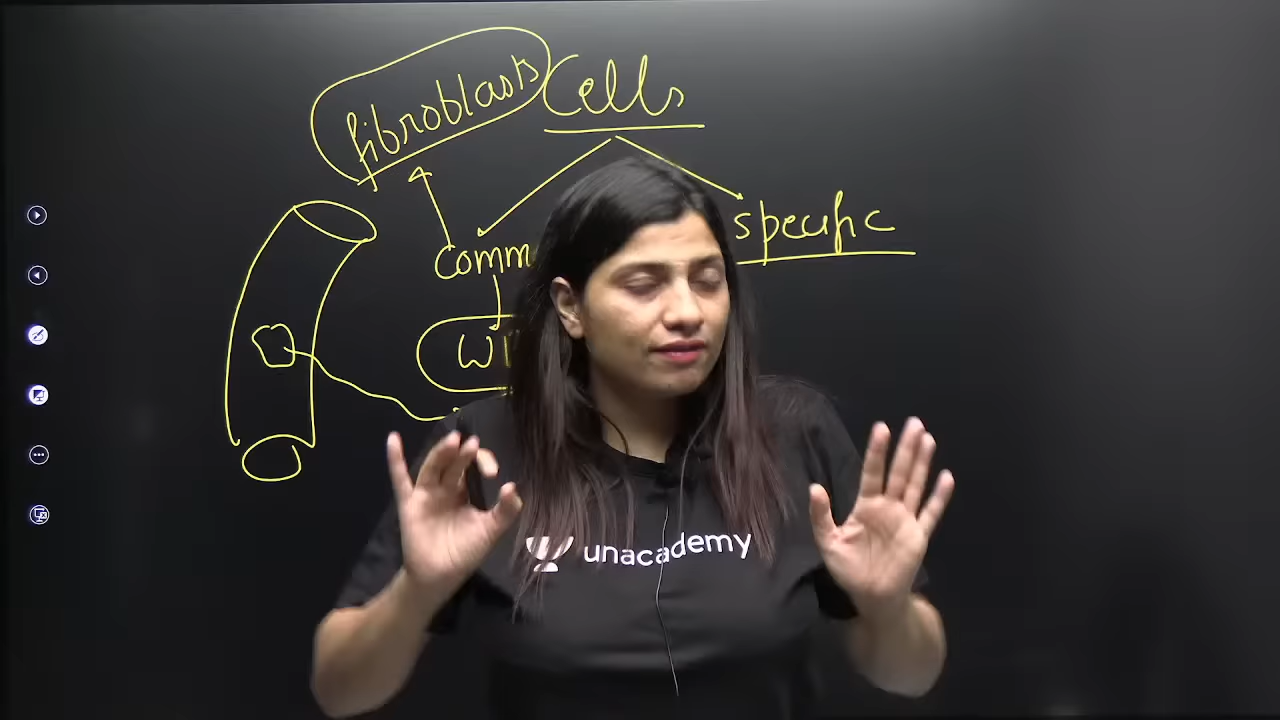 fibroblasts
Cells
specific
comm
W
unacademy